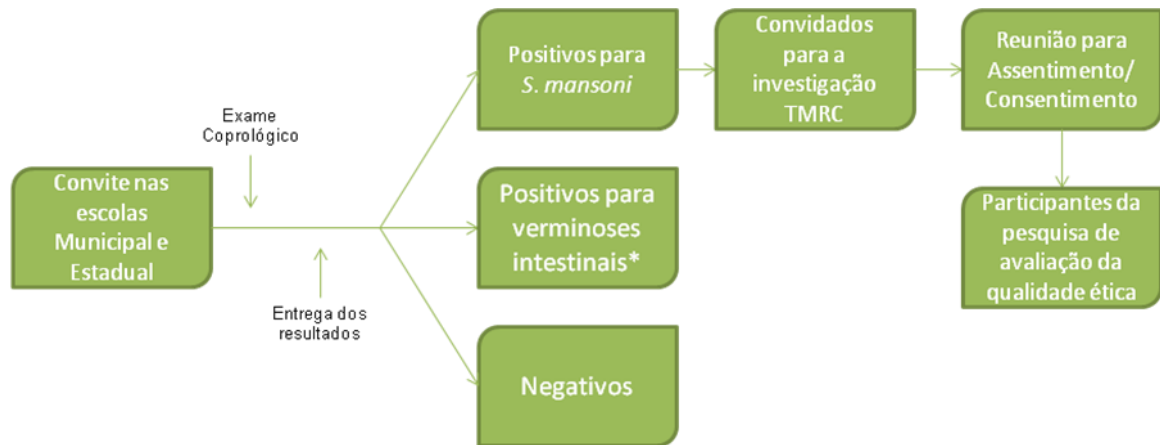 Convite nas
escolas
Municipal e
Estadual
Exame
Coprológico
Entrega dos
resultados
Positivos para
S. mansoni
Convidados
para a
investigação
TMRC
Reunião para
Assentimento/
Consentimento
Positivos para
verminoses
intestinais*
Participantes da
pesquisa de
avaliação da
qualidade ética
Negativos